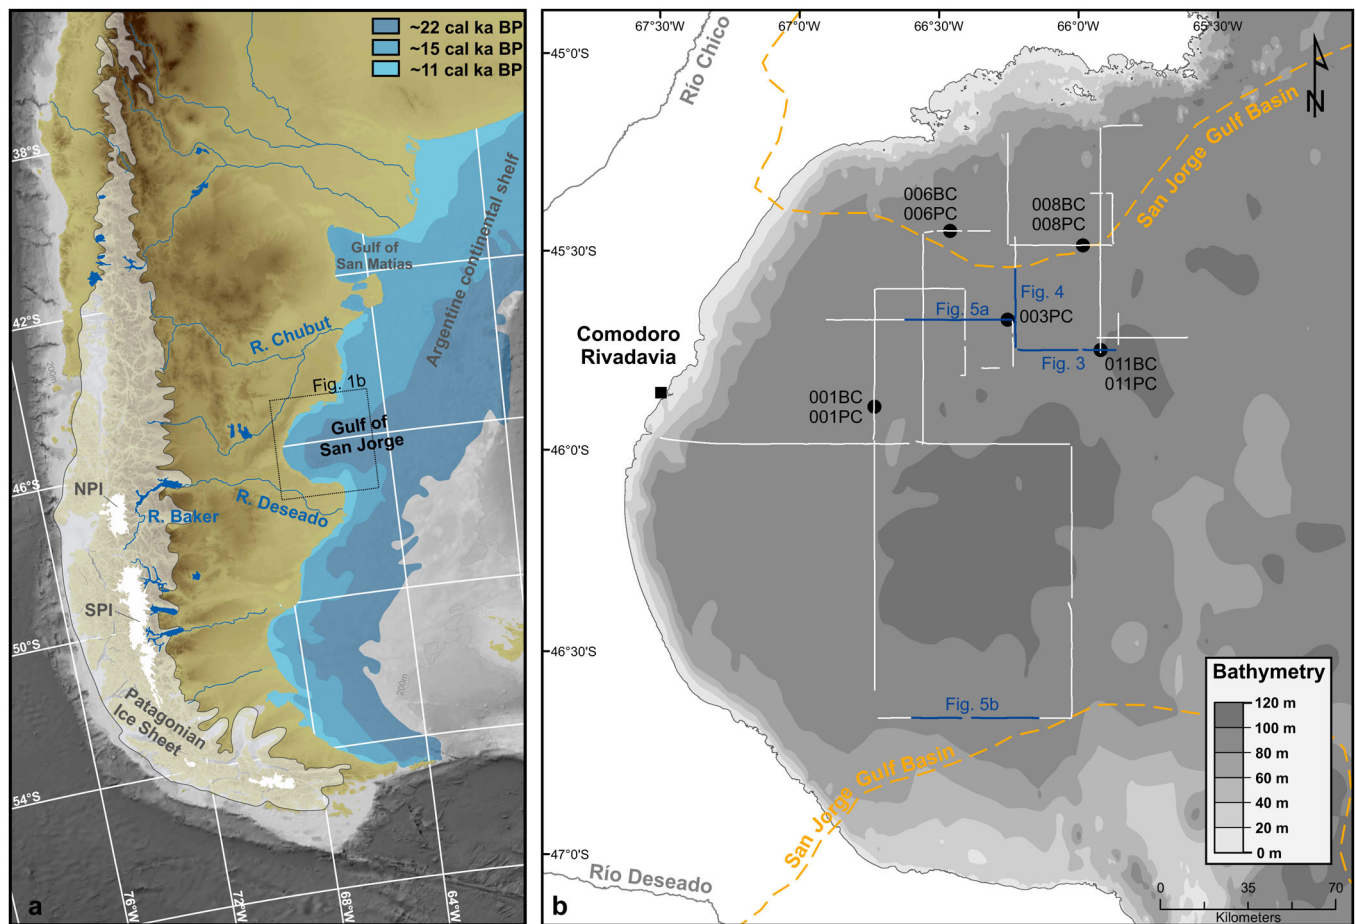 ~22 cal ka BP
~15 cal ka BP
~11 cal ka BP
38°S
42°S
46°S
50°S
54°S
76°W
72°W
68°W
64°W
200m
200m
Gulf of
San Matías
Argentine continental shelf
R. Chubut
Fig. 1b
Gulf of
San Jorge
NPI
R. Baker
R. Deseado
SPI
Patagonian
Ice Sheet
a
67°30'W
67°0'W
66°30'W
66°0'W
65°30'W
45°0'S
45°30'S
46°0'S
46°30'S
47°0'S
Río Chico
N
San Jorge Gulf Basin
006BC
006PC
008BC
008PC
Fig. 4
Fig. 5a
003PC
Comodoro
Rivadavia
Fig. 3
011BC
011PC
001BC
001PC
Fig. 5b
San Jorge Gulf Basin
Río Deseado
Bathymetry
120 m
100 m
80 m
60 m
40 m
20 m
0 m
0 35 70
Kilometers
b